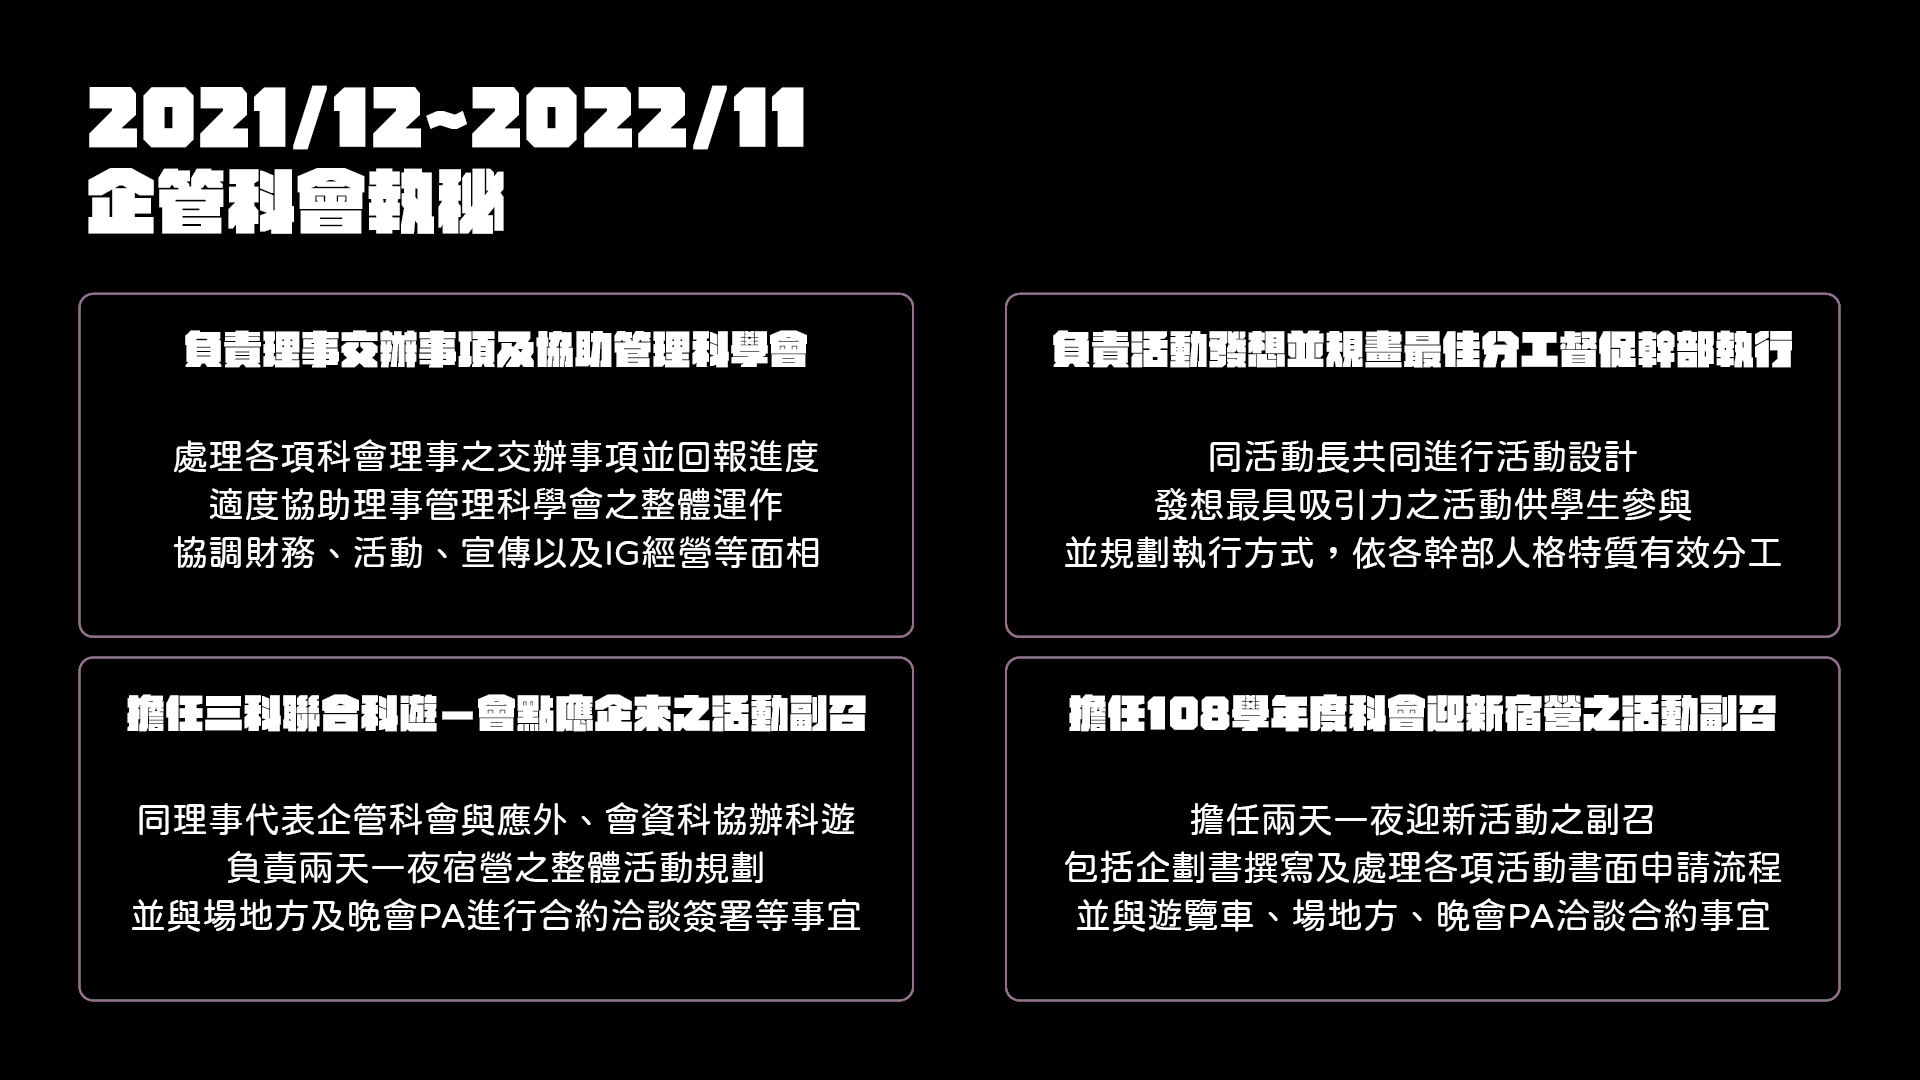 2021/12~2022/11
企管科會執秘
負責理事交辦事項及協助管理科學會
處理各項科會理事之交辦事項並回報進度
適度協助理事管理科學會之整體運作
協調財務、活動、宣傳以及IG經營等面相
負責活動發想並規畫最佳分工督促幹部執行
同活動長共同進行活動設計
發想最具吸引力之活動供學生參與
並規劃執行方式，依各幹部人格特質有效分工
擔任三科聯合科遊—會點應企來之活動副召
同理事代表企管科會與應外、會資科協辦科遊
負責兩天一夜宿營之整體活動規劃
並與場地方及晚會PA進行合約洽談簽署等事宜
擔任108學年度科會迎新宿營之活動副召
擔任兩天一夜迎新活動之副召
包括企劃書撰寫及處理各項活動書面申請流程
並與遊覽車、場地方、晚會PA洽談合約事宜